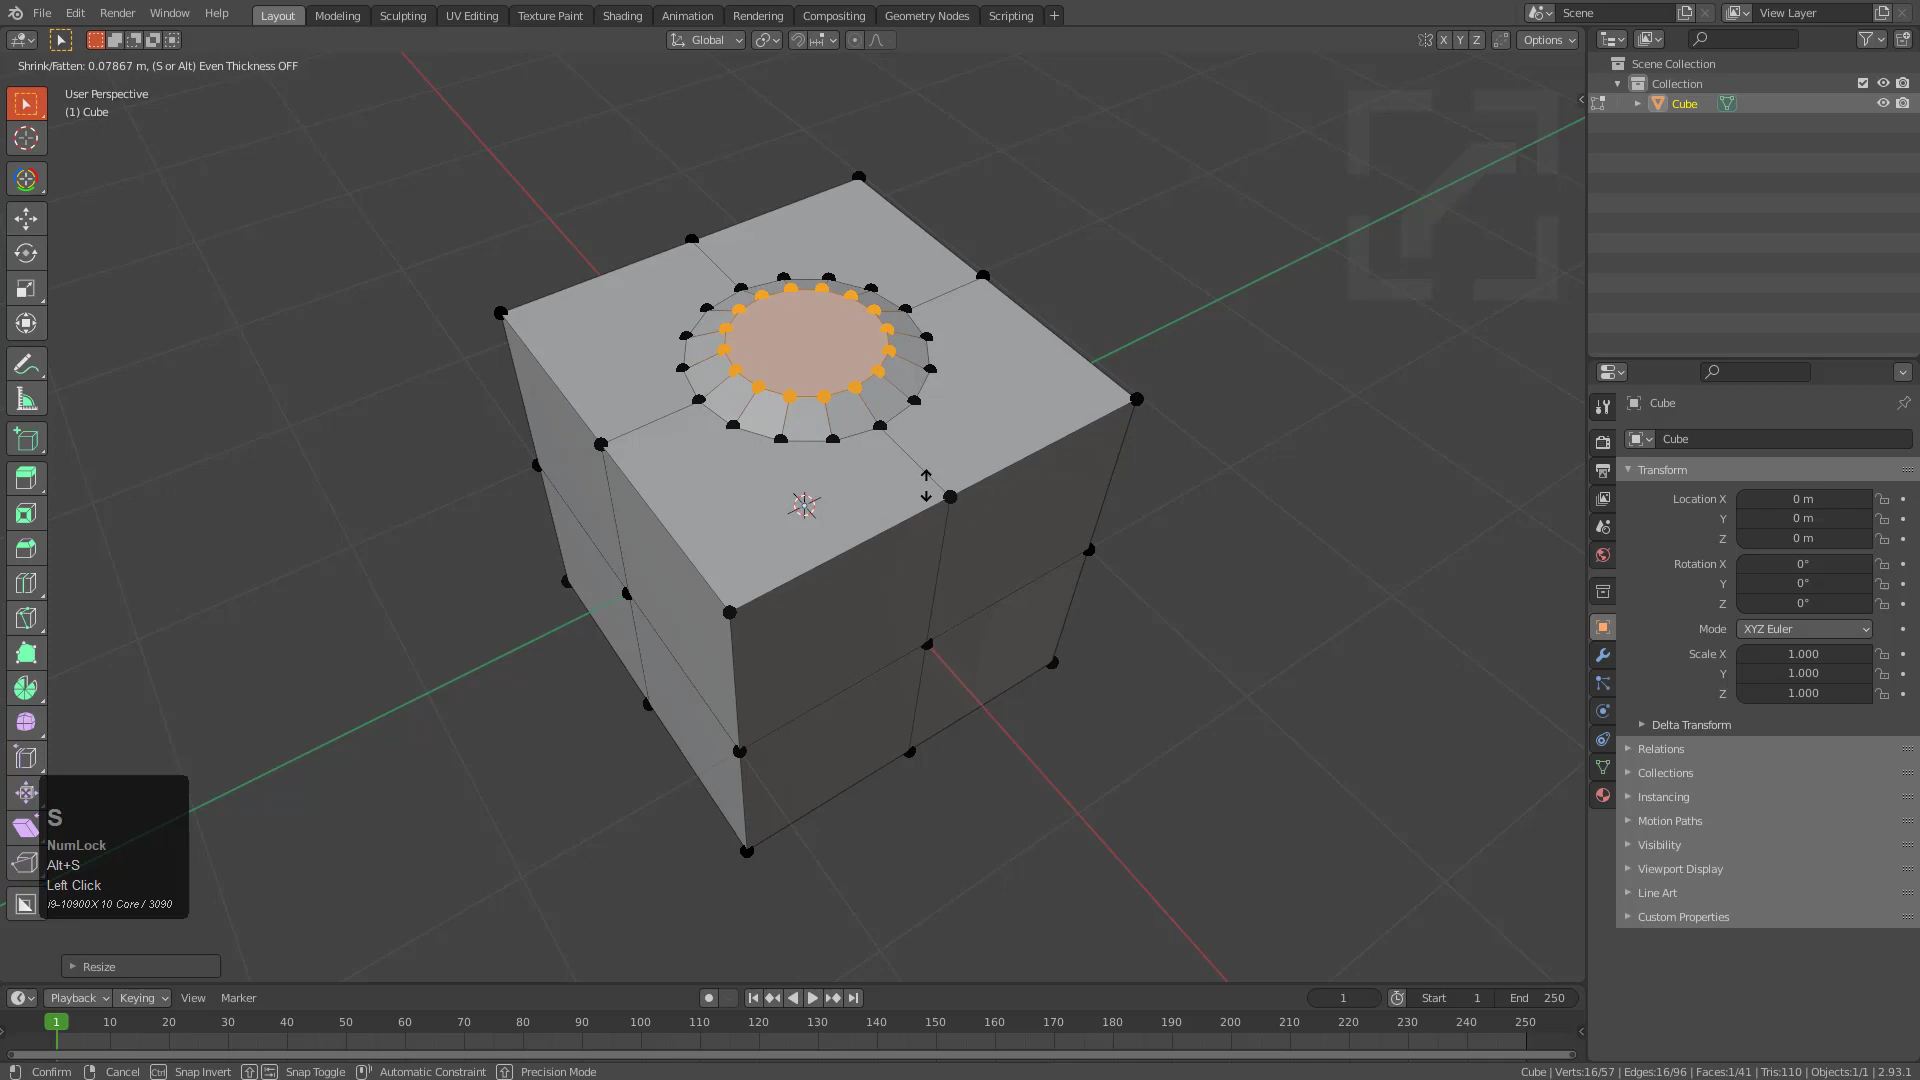 File Edit Render Window Help Layout Modeling Sculpting UV Editing Texture Paint Shading Animation Rendering Compositing Geometry Nodes Scripting + Scene View Layer
Global X Y Z Options
Shrink/Fatten: 0.07867 m, (S or Alt) Even Thickness OFF
User Perspective
(1) Cube
Scene Collection
Collection
Cube
Cube
Cube
Transform
Location X 0 m
Y 0 m
Z 0 m
Rotation X 0°
Y 0°
Z 0°
Mode XYZ Euler
Scale X 1.000
Y 1.000
Z 1.000
Delta Transform
Relations
Collections
Instancing
Motion Paths
Visibility
Viewport Display
Line Art
Custom Properties
S
NumLock
Alt+S
Left Click
i9-10900X 10 Core / 3090
Resize
Playback Keying View Marker 1 Start 1 End 250
1 10 20 30 40 50 60 70 80 90 100 110 120 130 140 150 160 170 180 190 200 210 220 230 240 250
Confirm Cancel Ctrl Snap Invert Snap Toggle Automatic Constraint Precision Mode Cube | Verts:16/57 | Edges:16/96 | Faces:1/41 | Tris:110 | Objects:1/1 | 2.93.1